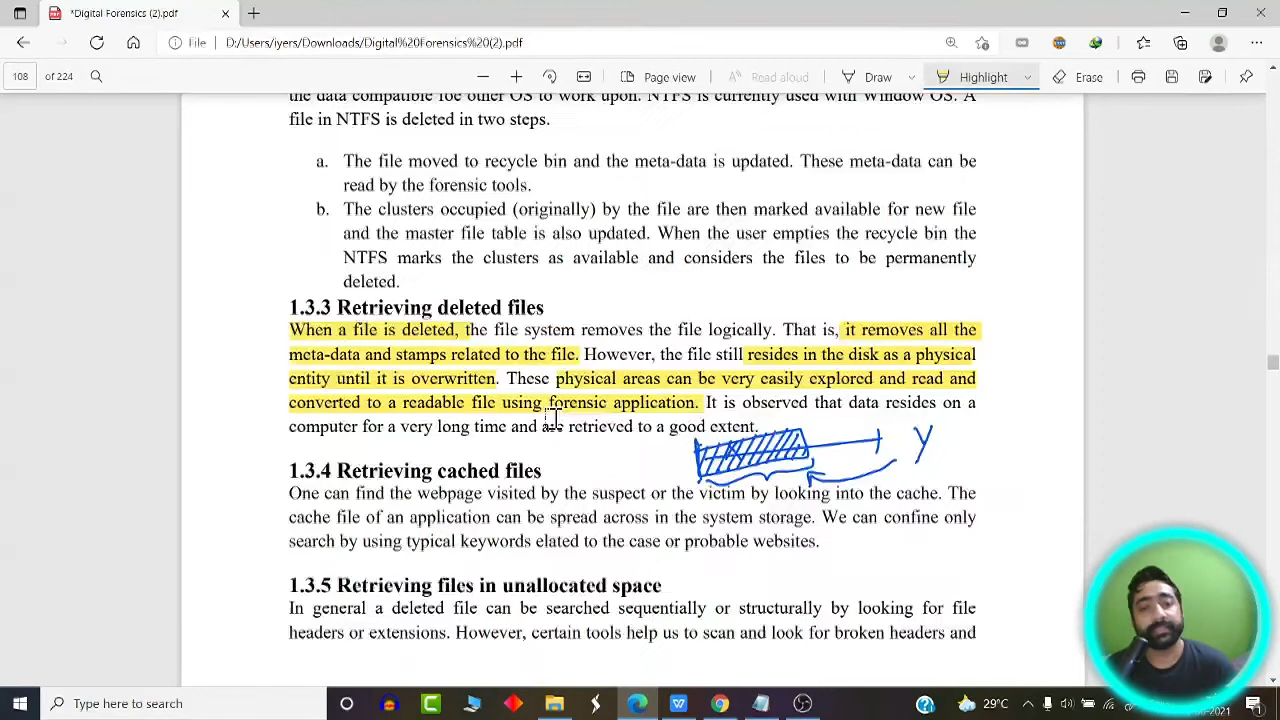 *Digital Forensics (2).pdf
File
D:/Users/iyers/Downloads/Digital%20Forensics%20(2).pdf
108 of 224
Page view
Read aloud
Draw
Highlight
Erase
the data compatible foe other OS to work upon. NTFS is currently used with Window OS. A
file in NTFS is deleted in two steps.
a. The file moved to recycle bin and the meta-data is updated. These meta-data can be
read by the forensic tools.
b. The clusters occupied (originally) by the file are then marked available for new file
and the master file table is also updated. When the user empties the recycle bin the
NTFS marks the clusters as available and considers the files to be permanently
deleted.
1.3.3 Retrieving deleted files
When a file is deleted, the file system removes the file logically. That is, it removes all the
meta-data and stamps related to the file. However, the file still resides in the disk as a physical
entity until it is overwritten. These physical areas can be very easily explored and read and
converted to a readable file using forensic application. It is observed that data resides on a
computer for a very long time and are retrieved to a good extent.
Y
1.3.4 Retrieving cached files
One can find the webpage visited by the suspect or the victim by looking into the cache. The
cache file of an application can be spread across in the system storage. We can confine only
search by using typical keywords elated to the case or probable websites.
1.3.5 Retrieving files in unallocated space
In general a deleted file can be searched sequentially or structurally by looking for file
headers or extensions. However, certain tools help us to scan and look for broken headers and
Type here to search
29°C
ENG